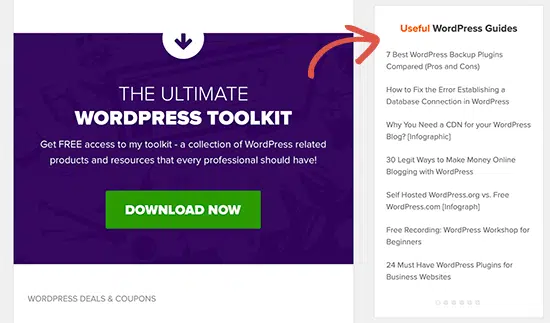 THE ULTIMATE
WORDPRESS TOOLKIT
Get FREE access to my toolkit - a collection of WordPress related
products and resources that every professional should have!
DOWNLOAD NOW
WORDPRESS DEALS & COUPONS
Useful WordPress Guides
7 Best WordPress Backup Plugins
Compared (Pros and Cons)
How to Fix the Error Establishing a
Database Connection in WordPress
Why You Need a CDN for your WordPress
Blog? [Infographic]
30 Legit Ways to Make Money Online
Blogging with WordPress
Self Hosted WordPress.org vs. Free
WordPress.com [Infograph]
Free Recording: WordPress Workshop for
Beginners
24 Must Have WordPress Plugins for
Business Websites